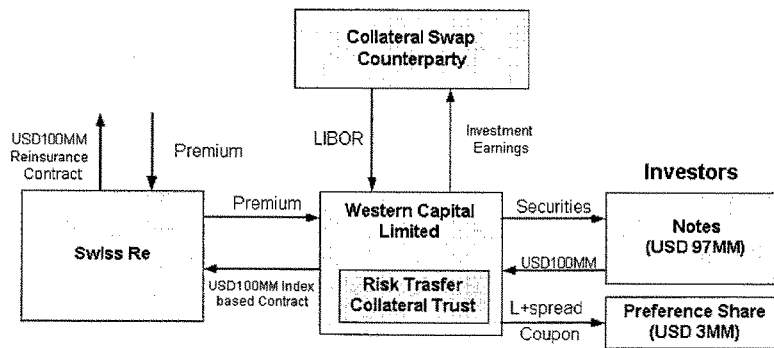 Collateral Swap
Counterparty
USD100MM
Reinsurance
Contract
Premium
LIBOR
Investment
Earnings
Investors
Swiss Re
Premium
USD100MM Index
based Contract
Western Capital
Limited
Risk Trasfer
Collateral Trust
Securities
USD100MM
L+spread
Coupon
Notes
(USD 97MM)
Preference Share
(USD 3MM)